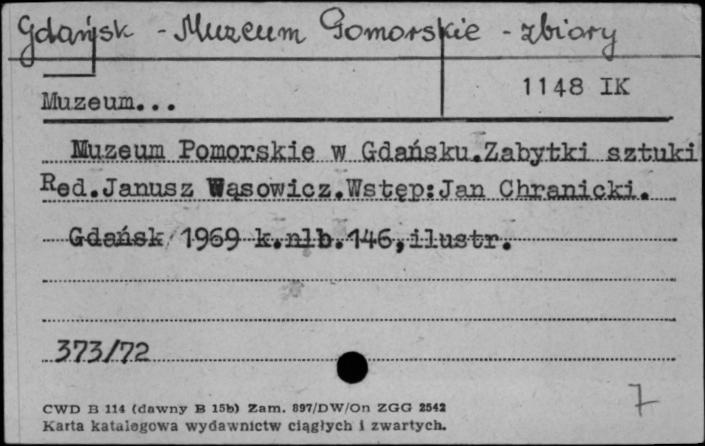 Gdańsk - Muzeum Pomorskie - zbiory
1148 IK
Muzeum...
Muzeum Pomorskie w Gdańsku.Zabytki sztuki
Red.Janusz Wąsowicz.Wstęp:Jan Chranicki.
Gdańsk 1969 k.nlb.146,ilustr.
373/72
7
CWD B 114 (dawny B 15b) Zam. 897/DW/On ZGG 2542
Karta katalogowa wydawnictw ciągłych i zwartych.